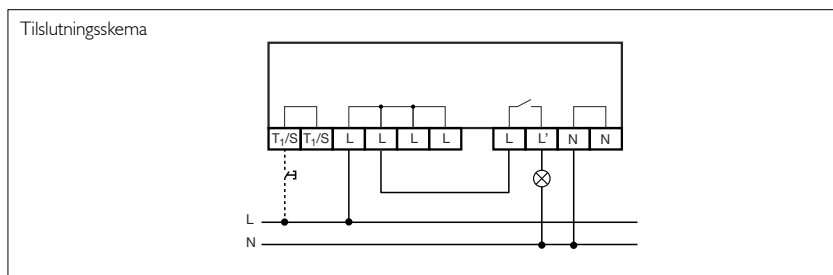 Tilslutningsskema
T₁/S T₁/S L L L L L L' N N
L
N